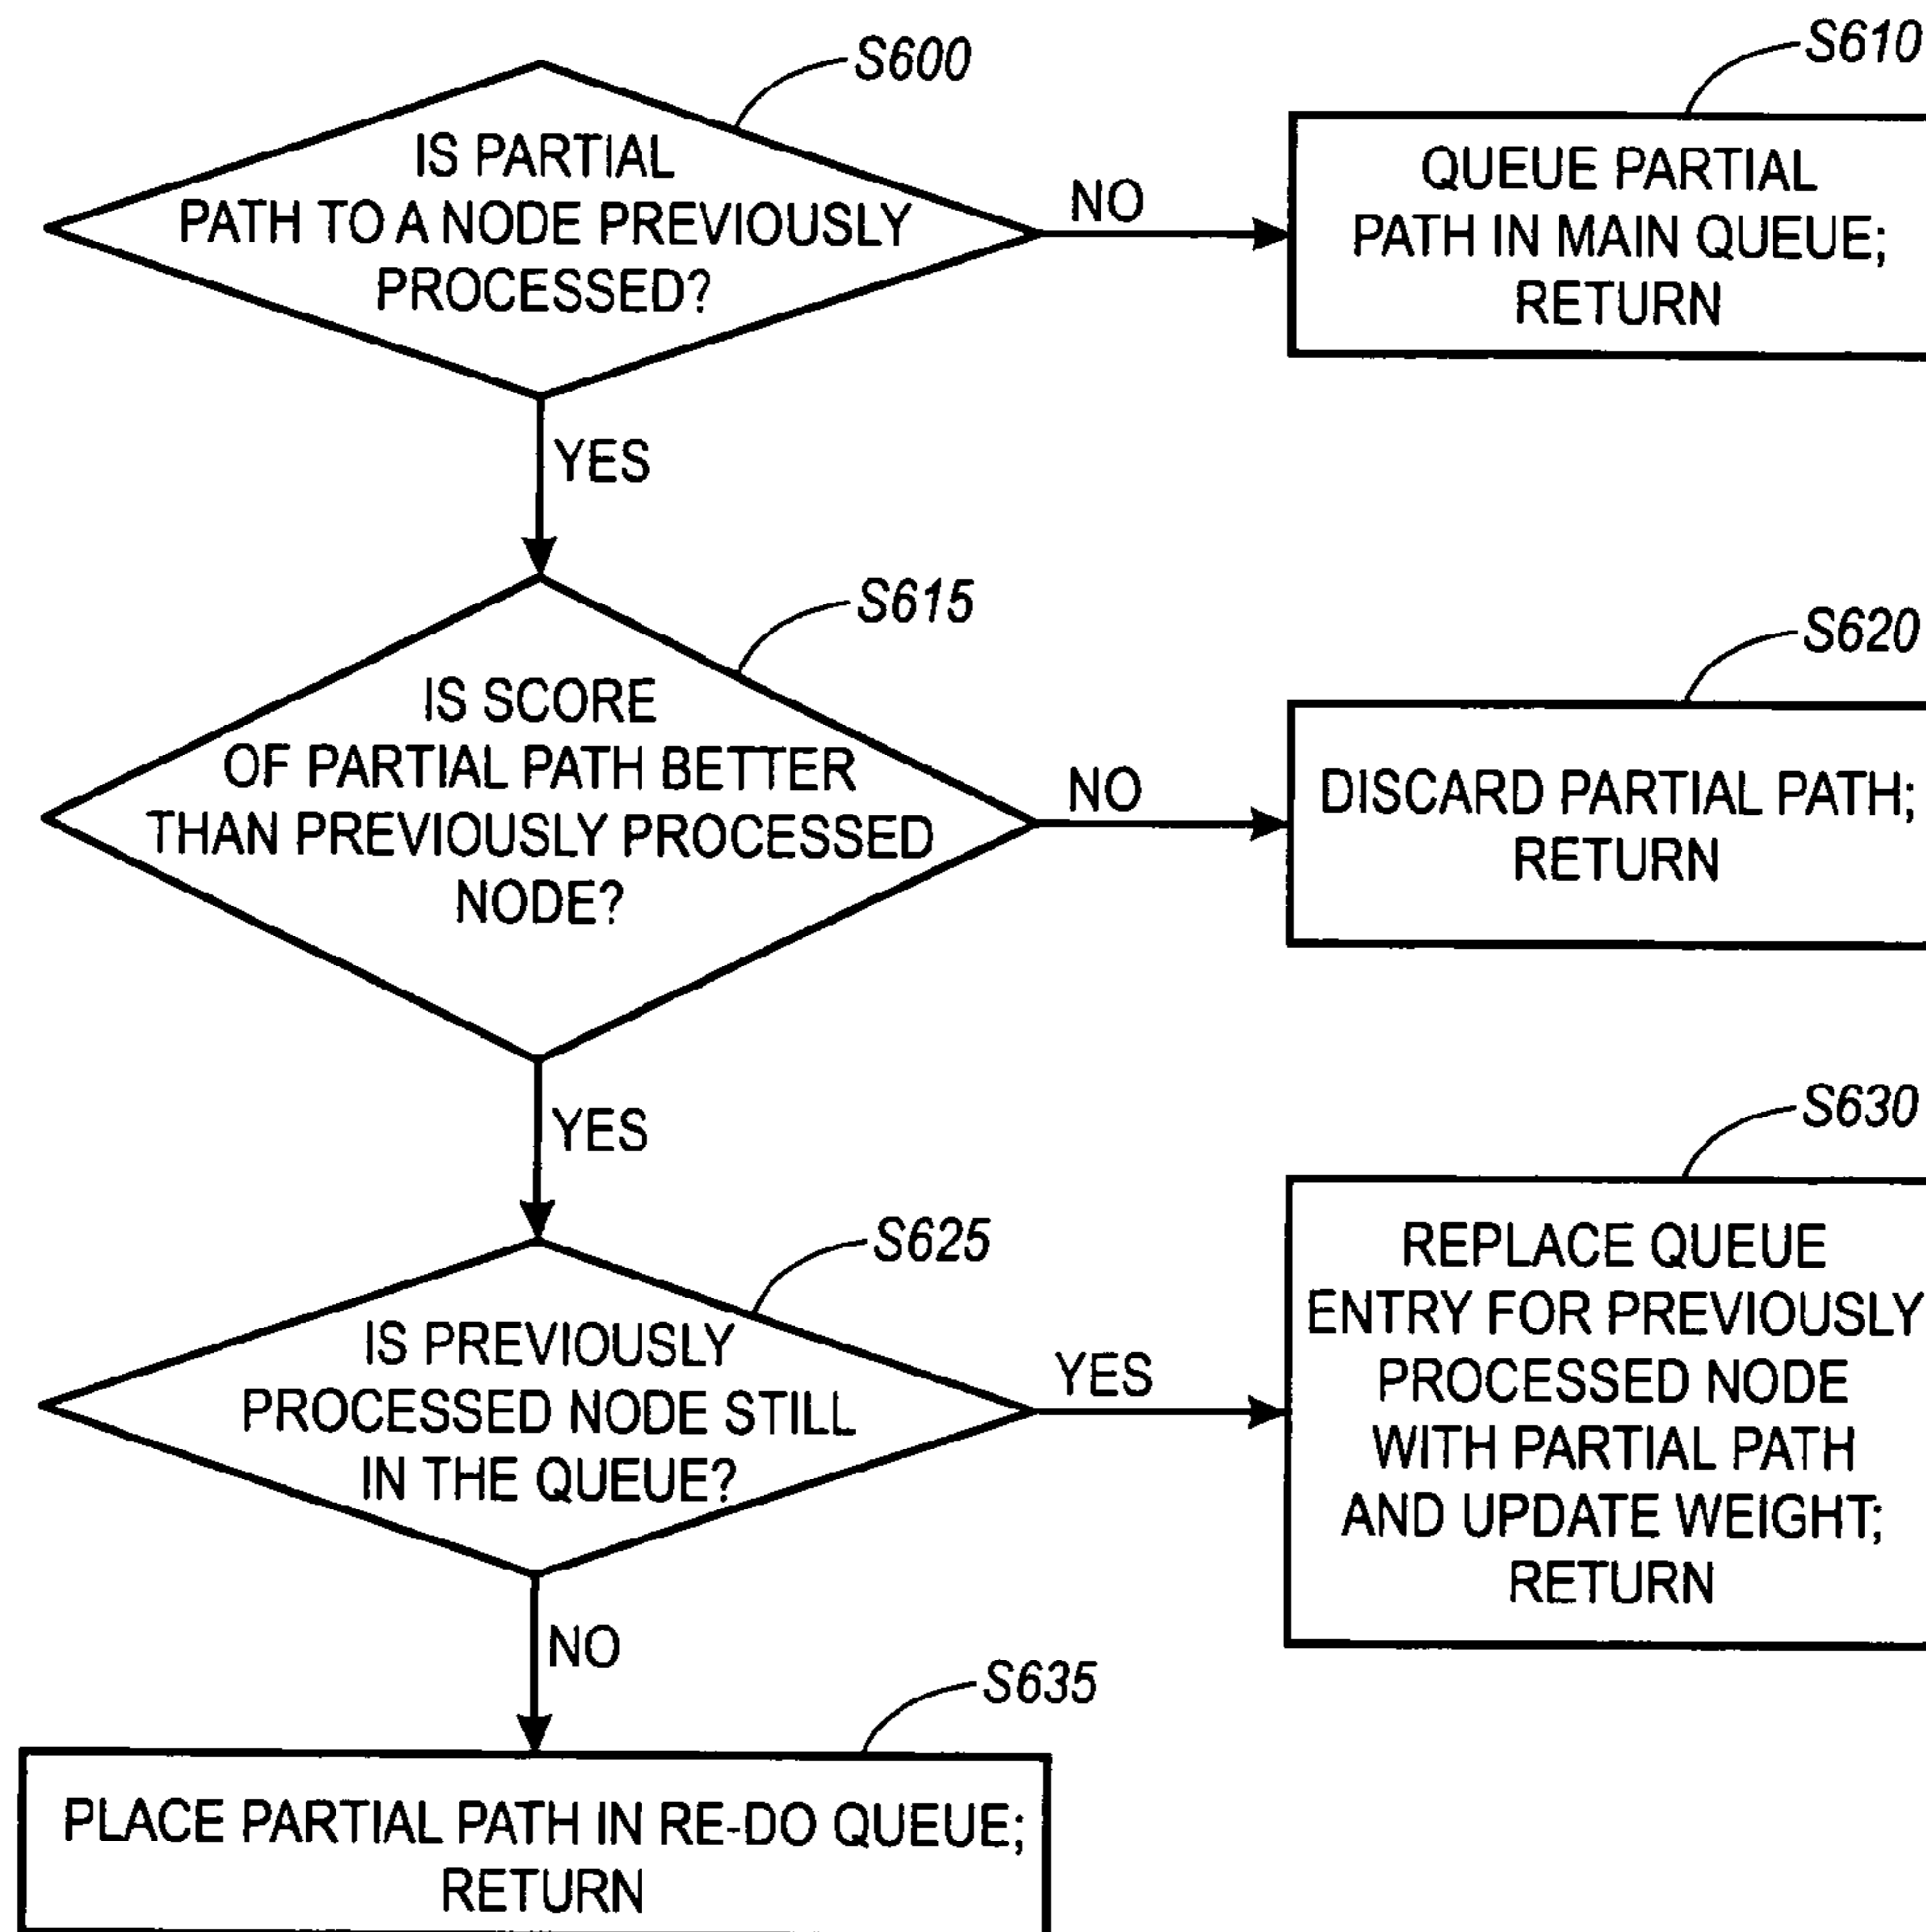 S600
IS PARTIAL
PATH TO A NODE PREVIOUSLY
PROCESSED?
NO
S610
QUEUE PARTIAL
PATH IN MAIN QUEUE;
RETURN
YES
S615
IS SCORE
OF PARTIAL PATH BETTER
THAN PREVIOUSLY PROCESSED
NODE?
NO
S620
DISCARD PARTIAL PATH;
RETURN
YES
S625
IS PREVIOUSLY
PROCESSED NODE STILL
IN THE QUEUE?
YES
S630
REPLACE QUEUE
ENTRY FOR PREVIOUSLY
PROCESSED NODE
WITH PARTIAL PATH
AND UPDATE WEIGHT;
RETURN
NO
S635
PLACE PARTIAL PATH IN RE-DO QUEUE;
RETURN